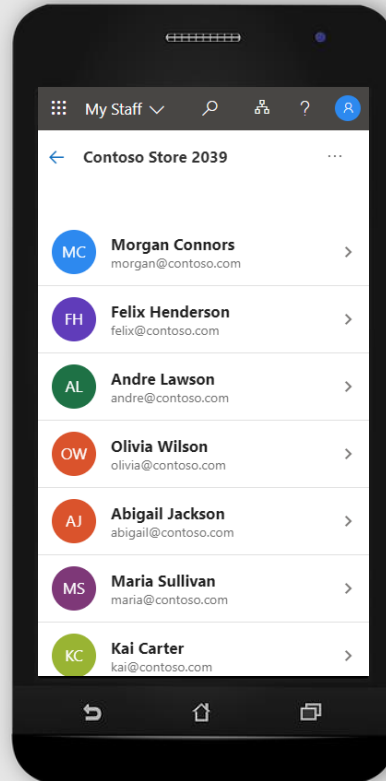 My Staff
?
Contoso Store 2039
...
MC
Morgan Connors
morgan@contoso.com
FH
Felix Henderson
felix@contoso.com
AL
Andre Lawson
andre@contoso.com
OW
Olivia Wilson
olivia@contoso.com
AJ
Abigail Jackson
abigail@contoso.com
MS
Maria Sullivan
maria@contoso.com
KC
Kai Carter
kai@contoso.com